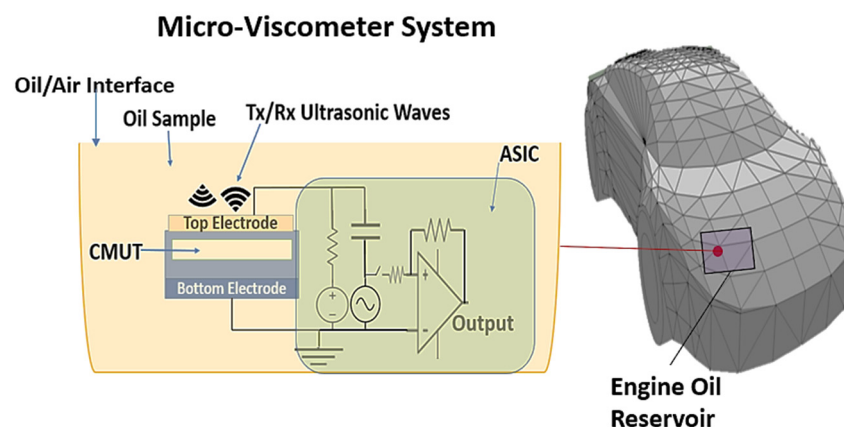 Micro-Viscometer System
Oil/Air Interface
Oil Sample
Tx/Rx Ultrasonic Waves
ASIC
Top Electrode
CMUT
Bottom Electrode
+
-
+
-
Output
Engine Oil
Reservoir